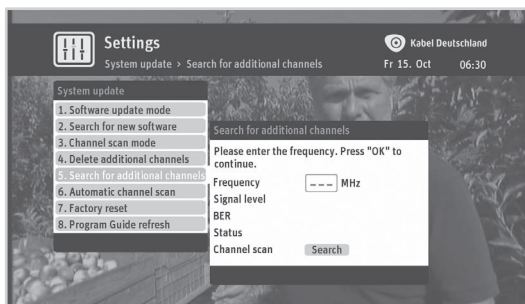 Settings
Kabel Deutschland
System update > Search for additional channels
Fr 15. Oct 06:30
System update
1. Software update mode
2. Search for new software
3. Channel scan mode
4. Delete additional channels
5. Search for additional channels
6. Automatic channel scan
7. Factory reset
8. Program Guide refresh
Search for additional channels
Please enter the frequency. Press "OK" to
continue.
Frequency _ _ _ MHz
Signal level
BER
Status
Channel scan Search